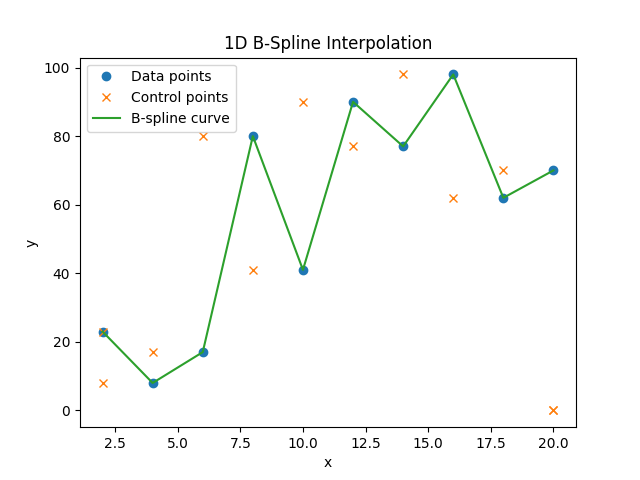 1D B-Spline Interpolation
Data points
Control points
B-spline curve
100
80
60
40
20
0
y
2.5 5.0 7.5 10.0 12.5 15.0 17.5 20.0
x